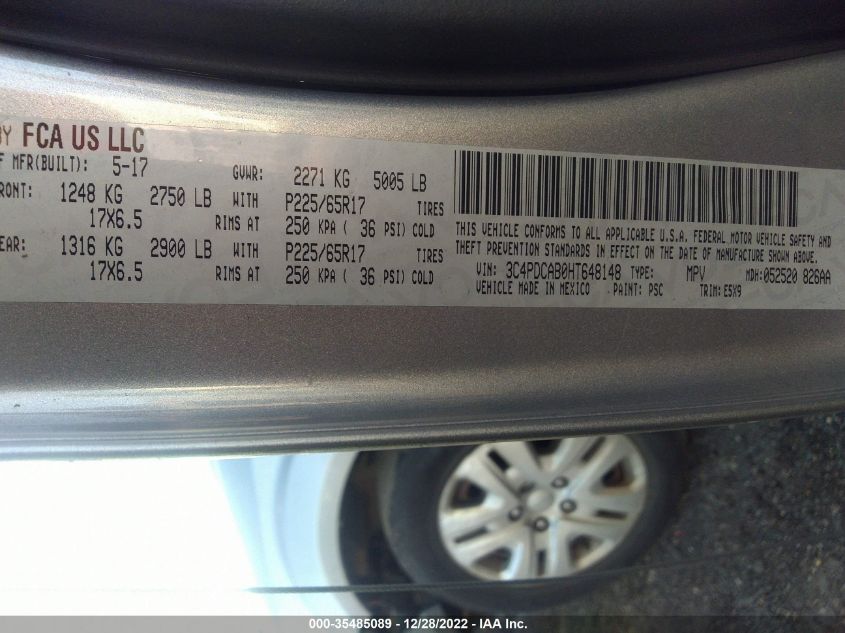 BY FCA US LLC
F MFR(BUILT): 5-17 GVWR: 2271 KG 5005 LB
FRONT: 1248 KG 2750 LB WITH P225/65R17 TIRES
17X6.5 RIMS AT 250 KPA ( 36 PSI) COLD
EAR: 1316 KG 2900 LB WITH P225/65R17 TIRES
17X6.5 RIMS AT 250 KPA ( 36 PSI) COLD
THIS VEHICLE CONFORMS TO ALL APPLICABLE U.S.A. FEDERAL MOTOR VEHICLE SAFETY AND
THEFT PREVENTION STANDARDS IN EFFECT ON THE DATE OF MANUFACTURE SHOWN ABOVE.
VIN: 3C4PDCAB0HT648148 TYPE: MPV MDH: 052520 826AA
VEHICLE MADE IN MEXICO PAINT: PSC TRIM: E5X9
000-35485089 - 12/28/2022 - IAA